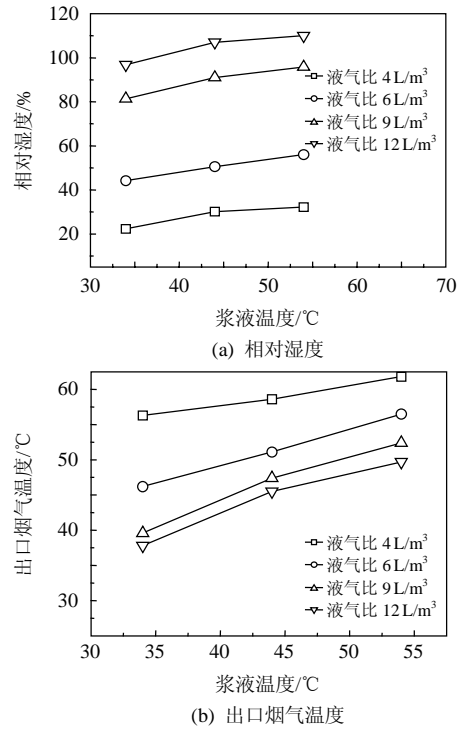 120
100
80
60
40
20
相对湿度/%
液气比 4 L/m³
液气比 6 L/m³
液气比 9 L/m³
液气比 12 L/m³
30 40 50 60 70
浆液温度/℃
(a) 相对湿度
60
50
40
30
出口烟气温度/℃
液气比 4 L/m³
液气比 6 L/m³
液气比 9 L/m³
液气比 12 L/m³
30 35 40 45 50 55
浆液温度/℃
(b) 出口烟气温度